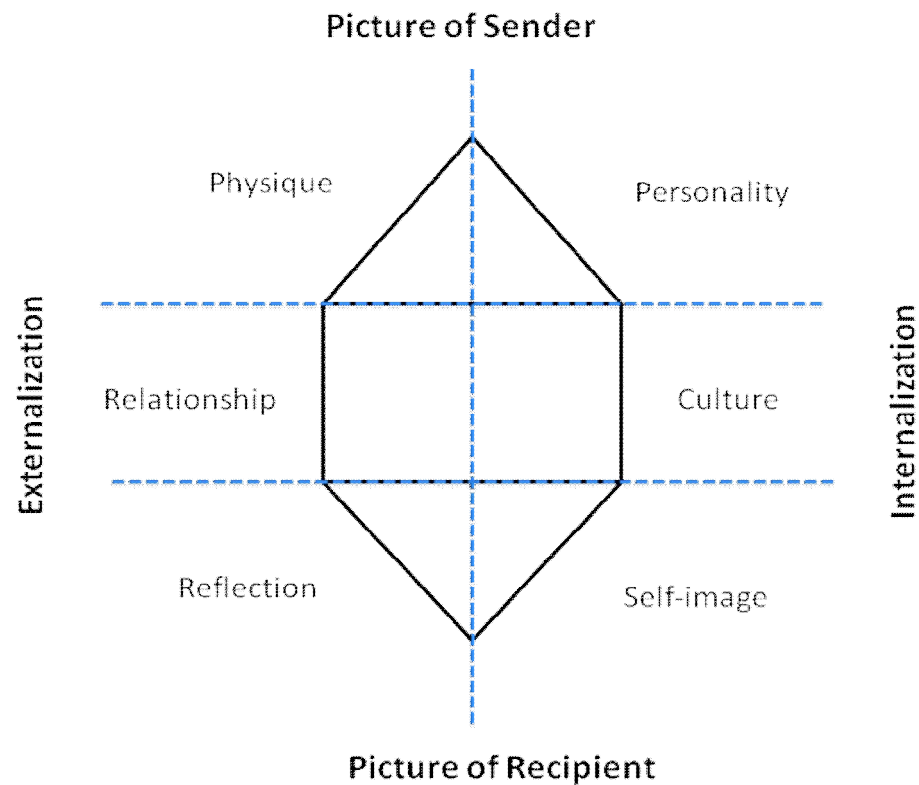 Picture of Sender
Physique
Personality
Externalization
Relationship
Culture
Internalization
Reflection
Self-image
Picture of Recipient